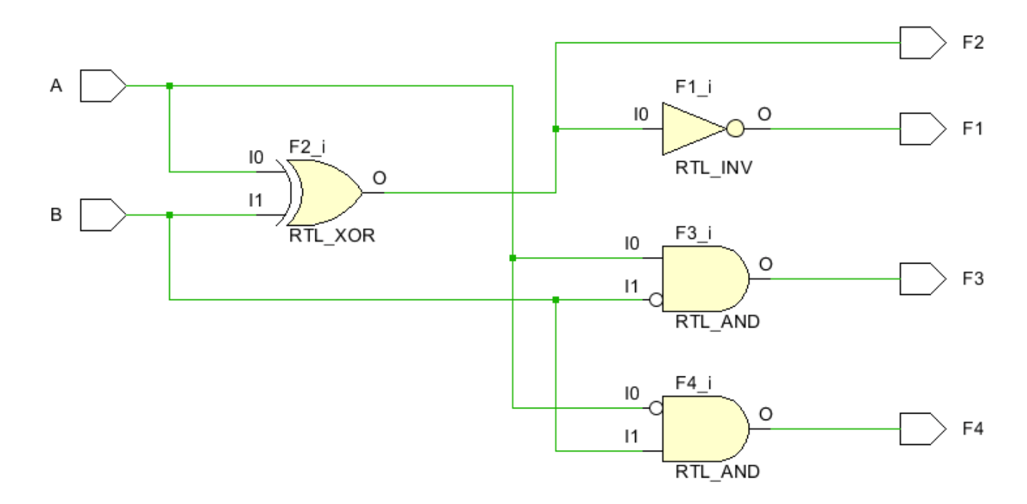 F2
A
F1_i
I0
O
F1
RTL_INV
F2_i
I0
O
I1
RTL_XOR
B
F3_i
I0
O
I1
F3
RTL_AND
F4_i
I0
O
I1
F4
RTL_AND